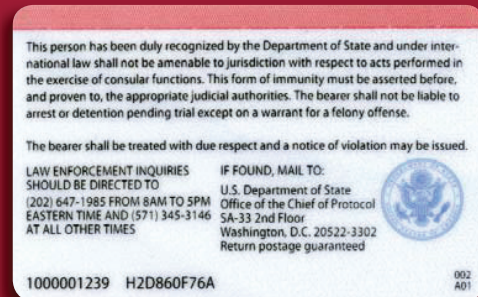 This person has been duly recognized by the Department of State and under inter-
national law shall not be amenable to jurisdiction with respect to acts performed in
the exercise of consular functions. This form of immunity must be asserted before,
and proven to, the appropriate judicial authorities. The bearer shall not be liable to
arrest or detention pending trial except on a warrant for a felony offense.
The bearer shall be treated with due respect and a notice of violation may be issued.
LAW ENFORCEMENT INQUIRIES
SHOULD BE DIRECTED TO
(202) 647-1985 FROM 8AM TO 5PM
EASTERN TIME AND (571) 345-3146
AT ALL OTHER TIMES
IF FOUND, MAIL TO:
U.S. Department of State
Office of the Chief of Protocol
SA-33 2nd Floor
Washington, D.C. 20522-3302
Return postage guaranteed
1000001239 H2D860F76A
002
A01